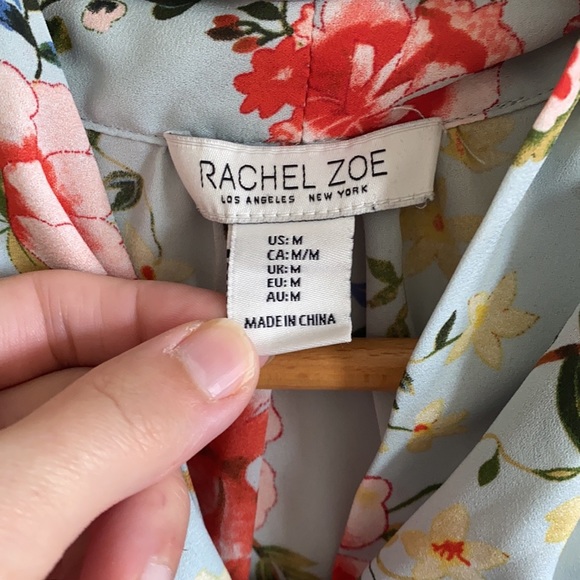 RACHEL ZOE
LOS ANGELES NEW YORK
US: M
CA: M/M
UK: M
EU: M
AU: M
MADE IN CHINA